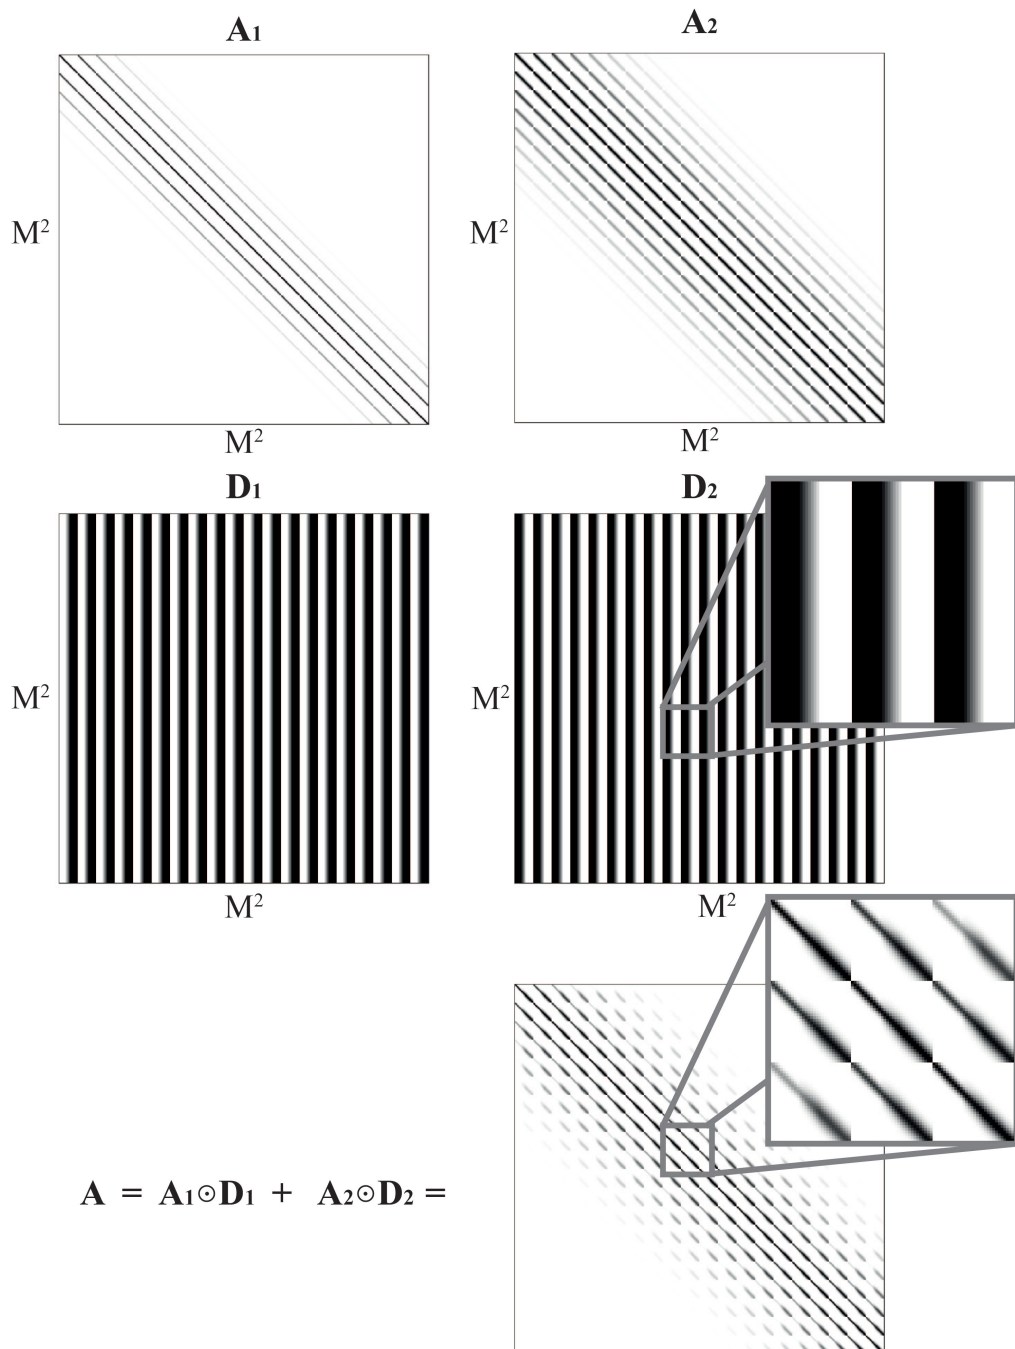 A₁ A₂
M² M²
M² M²
D₁ D₂
M² M²
M² M²
A = A₁⊙D₁ + A₂⊙D₂ =